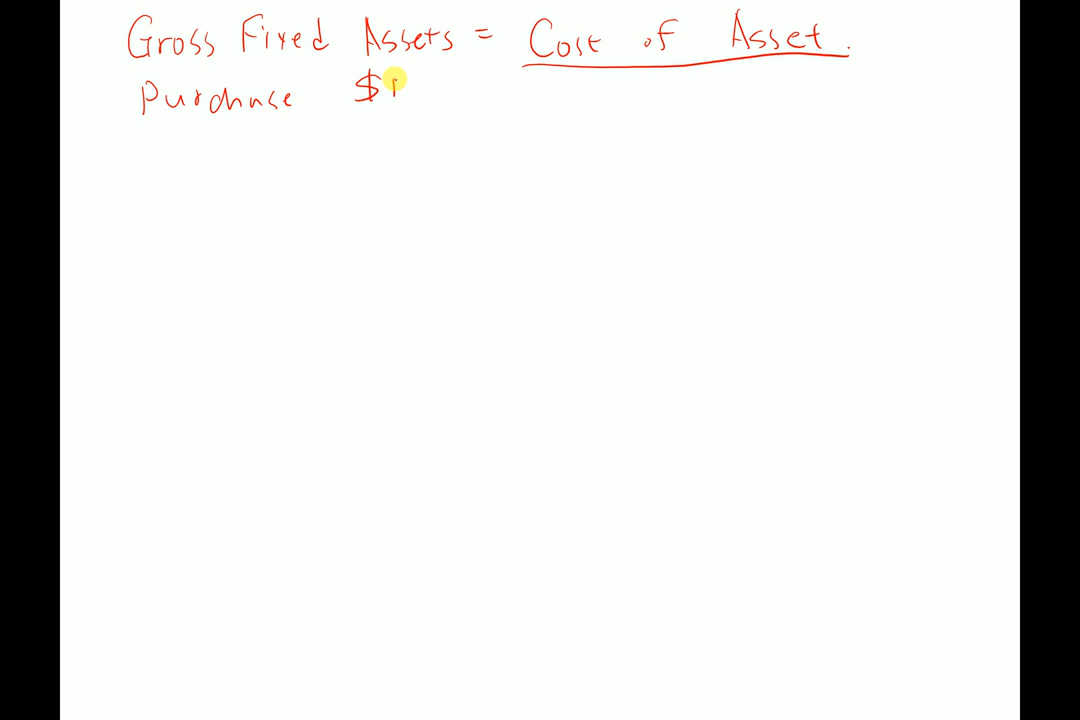 Gross Fixed Assets = Cost of Asset.
Purchase $